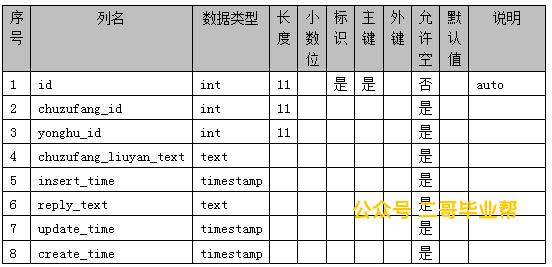 序号 列名 数据类型 长度 小数位 标识 主键 外键 允许空 默认值 说明
1 id int 11 是 是 否 auto
2 chuzufang_id int 11 是
3 yonghu_id int 11 是
4 chuzufang_liuyan_text text 是
5 insert_time timestamp 是
6 reply_text text 是
公众号 二哥毕业帮
7 update_time timestamp 是
8 create_time timestamp 是